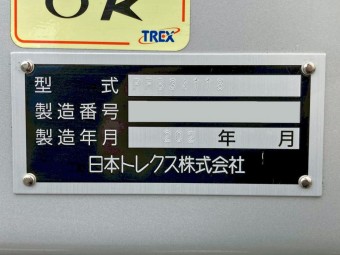 OK
TREX
型式
製造番号
製造年月 年 月
日本トレクス株式会社